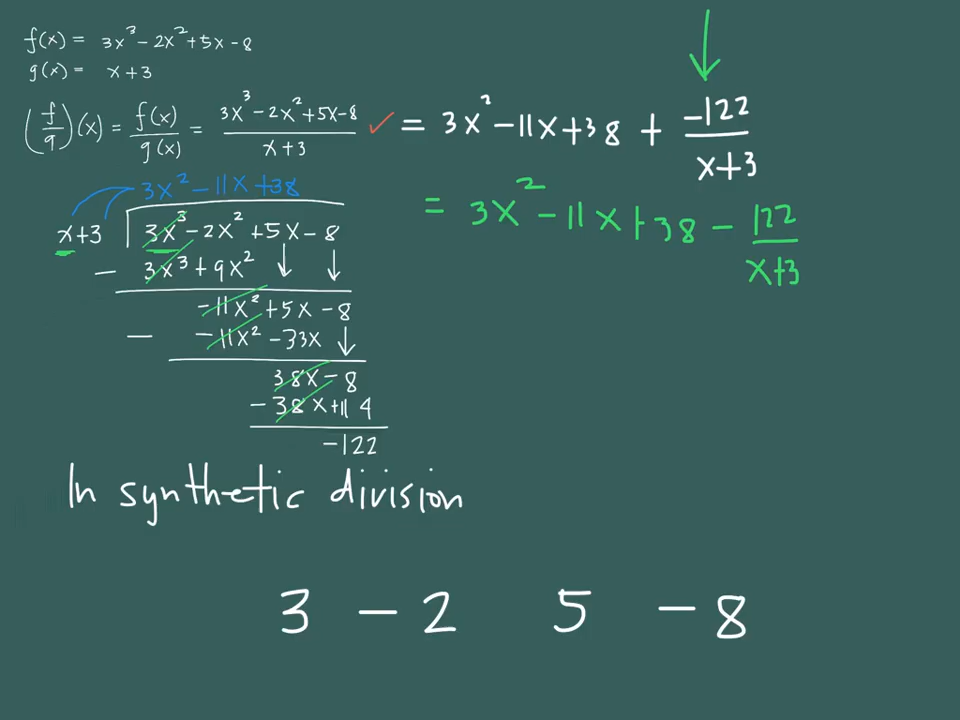 f(x) = 3x³ - 2x² + 5x - 8
g(x) = x + 3
(f/g)(x) = f(x)/g(x) = (3x³ - 2x² + 5x - 8)/(x + 3) ✓ = 3x² - 11x + 38 + -122/(x+3)
= 3x² - 11x + 38 - 122/(x+3)
3x² - 11x + 38
x+3 3x³ - 2x² + 5x - 8
- 3x³ + 9x² ↓ ↓
-11x² + 5x - 8
- -11x² - 33x ↓
38x - 8
- 38x + 114
-122
In synthetic division
3 -2 5 -8